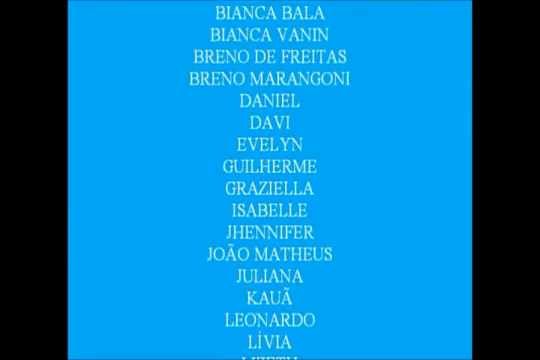 BIANCA BALA
BIANCA VANIN
BRENO DE FREITAS
BRENO MARANGONI
DANIEL
DAVI
EVELYN
GUILHERME
GRAZIELLA
ISABELLE
JHENNIFER
JOÃO MATHEUS
JULIANA
KAUÃ
LEONARDO
LÍVIA